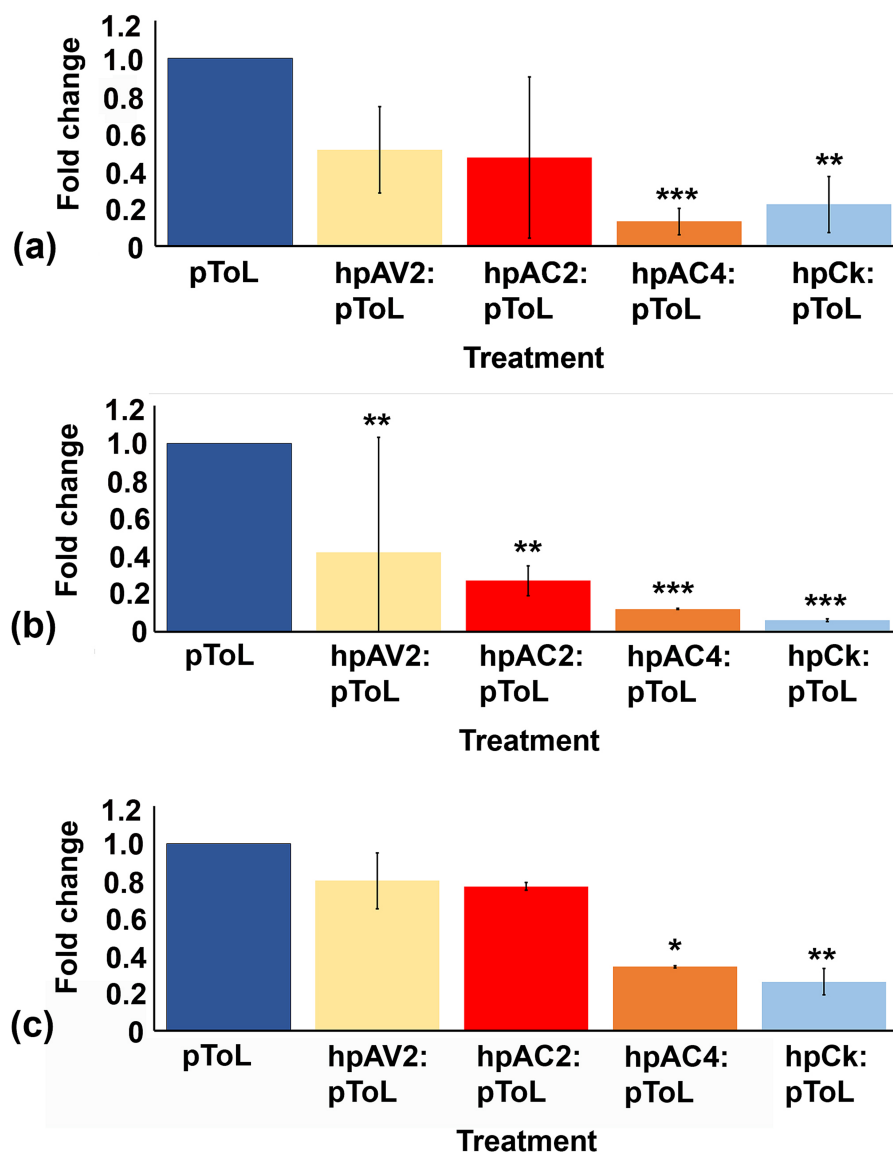 1.2
1.0
0.8
0.6
0.4
0.2
0
Fold change
(a)
***
**
pToL
hpAV2:
pToL
hpAC2:
pToL
hpAC4:
pToL
hpCk:
pToL
Treatment
1.2
1.0
0.8
0.6
0.4
0.2
0
Fold change
(b)
**
**
***
***
pToL
hpAV2:
pToL
hpAC2:
pToL
hpAC4:
pToL
hpCk:
pToL
Treatment
1.2
1.0
0.8
0.6
0.4
0.2
0
Fold change
(c)
*
**
pToL
hpAV2:
pToL
hpAC2:
pToL
hpAC4:
pToL
hpCk:
pToL
Treatment